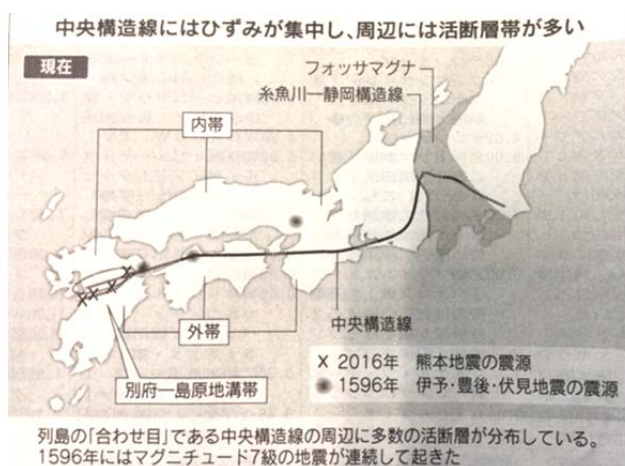 中央構造線にはひずみが集中し、周辺には活断層帯が多い
現在
フォッサマグナ
糸魚川ー静岡構造線
内帯
外帯
中央構造線
別府ー島原地溝帯
X 2016年 熊本地震の震源
● 1596年 伊予・豊後・伏見地震の震源
列島の「合わせ目」である中央構造線の周辺に多数の活断層が分布している。
1596年にはマグニチュード7級の地震が連続して起きた